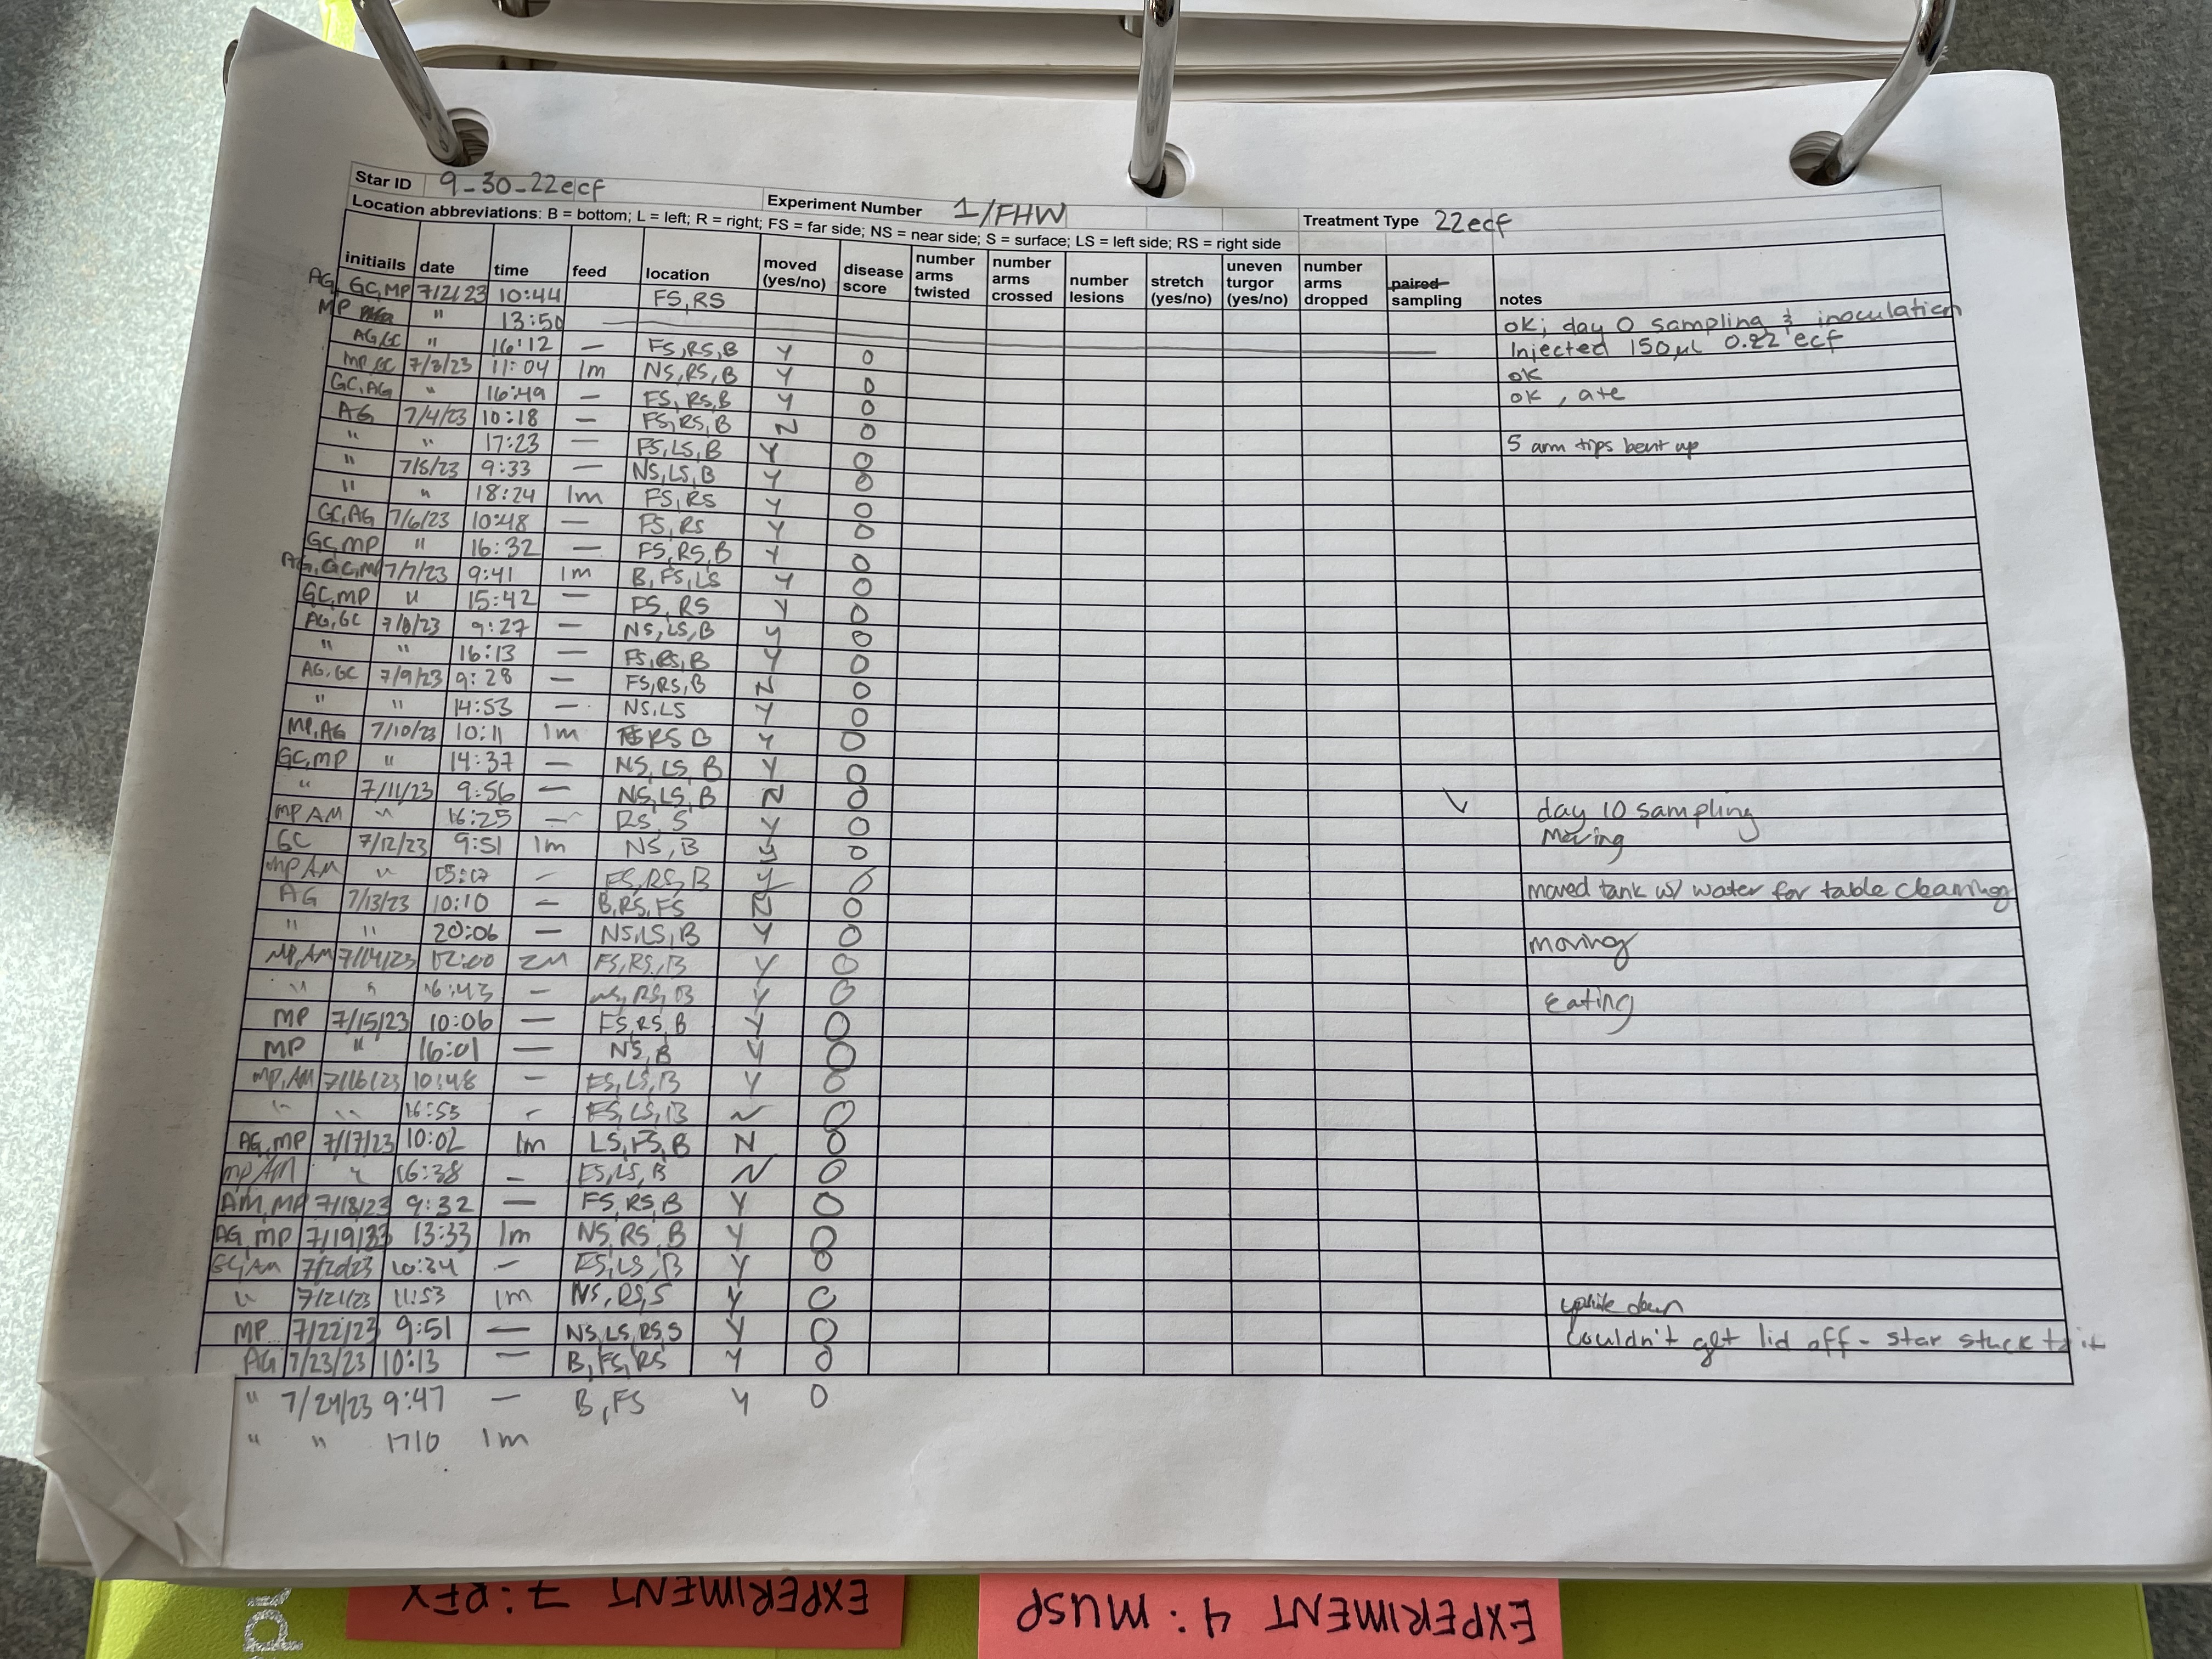 Star ID 9_30_22ecf Experiment Number 1/FHW Treatment Type 22ecf
Location abbreviations: B = bottom; L = left; R = right; FS = far side; NS = near side; S = surface; LS = left side; RS = right side
initiails date time feed location moved (yes/no) disease score number arms twisted number arms crossed number lesions stretch (yes/no) uneven turgor (yes/no) number arms dropped paired sampling notes
AG, GC, MP 7/2/23 10:44 FS, RS ok; day 0 sampling & inoculation
MP " 13:50 Injected 150µl 0.22 ecf
AG, GC " 16:12 — FS, RS, B Y 0 ok
MP, GC 7/3/23 11:04 1m NS, RS, B Y 0 ok, ate
GC, AG " 16:49 — FS, RS, B Y 0
AG 7/4/23 10:18 — FS, RS, B N 0 5 arm tips bent up
" " 17:23 — FS, LS, B Y 0
" 7/5/23 9:33 — NS, LS, B Y 0
" " 18:24 1m FS, RS Y 0
GC, AG 7/6/23 10:48 — FS, RS Y 0
GC, MP " 16:32 — FS, RS, B Y 0
AG, GC, M 7/7/23 9:41 1m B, FS, LS Y 0
GC, MP " 15:42 — FS, RS Y 0
AG, GC 7/8/23 9:27 — NS, LS, B Y 0
" " 16:13 — FS, RS, B Y 0
AG, GC 7/9/23 9:28 — FS, RS, B N 0
" " 14:53 — NS, LS Y 0
MP, AG 7/10/23 10:11 1m FS RS B Y 0
GC, MP " 14:37 — NS, LS, B Y 0
" 7/11/23 9:56 — NS, LS, B N 0 ✓ day 10 sampling
MP AM " 16:25 — RS, S Y 0 Moving
GC 7/12/23 9:51 1m NS, B Y 0
MP AM " 15:07 — FS, RS, B Y 0 moved tank w/ water for table cleaning
AG 7/13/23 10:10 — B, RS, FS N 0
" " 20:06 — NS, LS, B Y 0 moving
MP, AM 7/14/23 12:00 2M FS, RS, B Y 0
" " 16:43 — NS, RS, B Y 0 Eating
MP 7/15/23 10:06 — FS, RS, B Y 0
MP " 16:01 — NS, B Y 0
MP, AM 7/16/23 10:48 — FS, LS, B Y 0
" " 16:55 — FS, LS, B N 0
AG, MP 7/17/23 10:02 1m LS, FS, B N 0
MP AM " 16:38 — FS, LS, B N 0
AM, MP 7/18/23 9:32 — FS, RS, B Y 0
AG, MP 7/19/23 13:33 1m NS, RS, B Y 0
GC, AM 7/20/23 10:34 — FS, LS, B Y 0
" 7/21/23 11:53 1m NS, RS, S Y 0 upside down
MP 7/22/23 9:51 — NS, LS, RS, S Y 0 Couldn't get lid off - star stuck to it
AG 7/23/23 10:13 — B, FS, RS Y 0
" 7/24/23 9:47 — B, FS Y 0
" " 1710 1m
EXPERIMENT 7: PFX
EXPERIMENT 4: MUSP